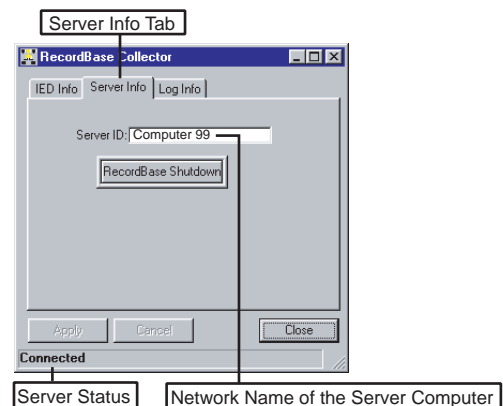 Server Info Tab
RecordBase Collector
IED Info Server Info Log Info
Server ID: Computer 99
RecordBase Shutdown
Apply Cancel Close
Connected
Server Status Network Name of the Server Computer